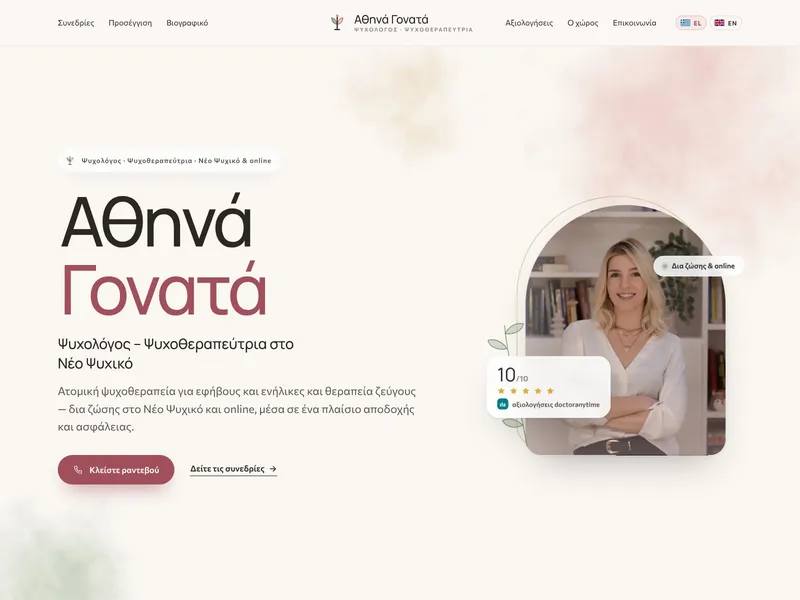 Συνεδρίες
Προσέγγιση
Βιογραφικό
Αθηνά Γονατά
ΨΥΧΟΛΟΓΟΣ · ΨΥΧΟΘΕΡΑΠΕΥΤΡΙΑ
Αξιολογήσεις
Ο χώρος
Επικοινωνία
EL
EN
Ψυχολόγος · Ψυχοθεραπεύτρια · Νέο Ψυχικό & online
Αθηνά
Γονατά
Ψυχολόγος – Ψυχοθεραπεύτρια στο
Νέο Ψυχικό
Ατομική ψυχοθεραπεία για εφήβους και ενήλικες και θεραπεία ζεύγους
— δια ζώσης στο Νέο Ψυχικό και online, μέσα σε ένα πλαίσιο αποδοχής
και ασφάλειας.
Κλείστε ραντεβού
Δείτε τις συνεδρίες →
Δια ζώσης & online
10/10
da αξιολογήσεις doctoranytime